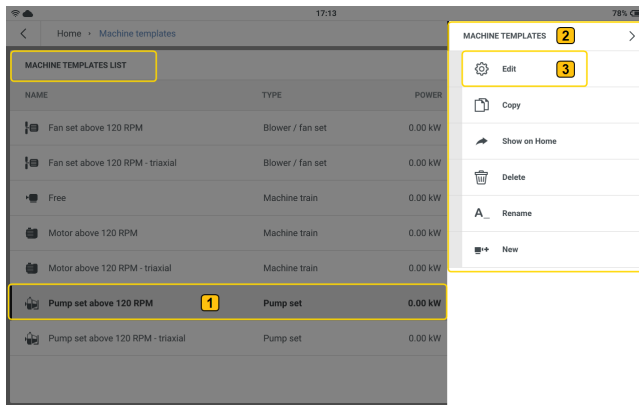 17:13
78%
Home › Machine templates
MACHINE TEMPLATES LIST
NAME TYPE POWER
Fan set above 120 RPM Blower / fan set 0.00 kW
Fan set above 120 RPM - triaxial Blower / fan set 0.00 kW
Free Machine train 0.00 kW
Motor above 120 RPM Machine train 0.00 kW
Motor above 120 RPM - triaxial Machine train 0.00 kW
Pump set above 120 RPM 1 Pump set 0.00 kW
Pump set above 120 RPM - triaxial Pump set 0.00 kW
MACHINE TEMPLATES 2
Edit 3
Copy
Show on Home
Delete
A_ Rename
New